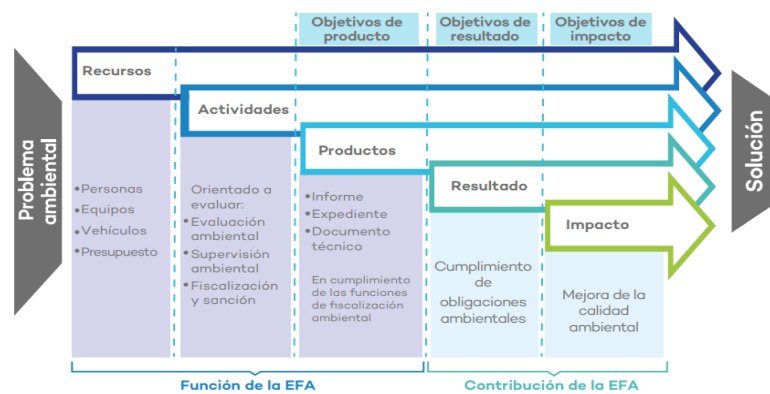 Objetivos de
producto
Objetivos de
resultado
Objetivos de
impacto
Problema
ambiental
Recursos
Actividades
Productos
Resultado
Impacto
Solución
•Personas
•Equipos
•Vehículos
•Presupuesto
Orientado a
evaluar:
•Evaluación
ambiental
•Supervisión
ambiental
•Fiscalización
y sanción
•Informe
•Expediente
•Documento
técnico
En cumplimiento
de las funciones
de fiscalización
ambiental
Cumplimiento
de
obligaciones
ambientales
Mejora de la
calidad
ambiental
Función de la EFA
Contribución de la EFA